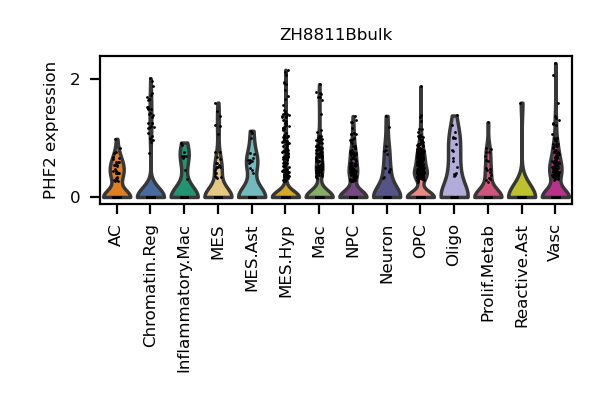 ZH8811Bbulk
PHF2 expression
2
0
AC
Chromatin.Reg
Inflammatory.Mac
MES
MES.Ast
MES.Hyp
Mac
NPC
Neuron
OPC
Oligo
Prolif.Metab
Reactive.Ast
Vasc